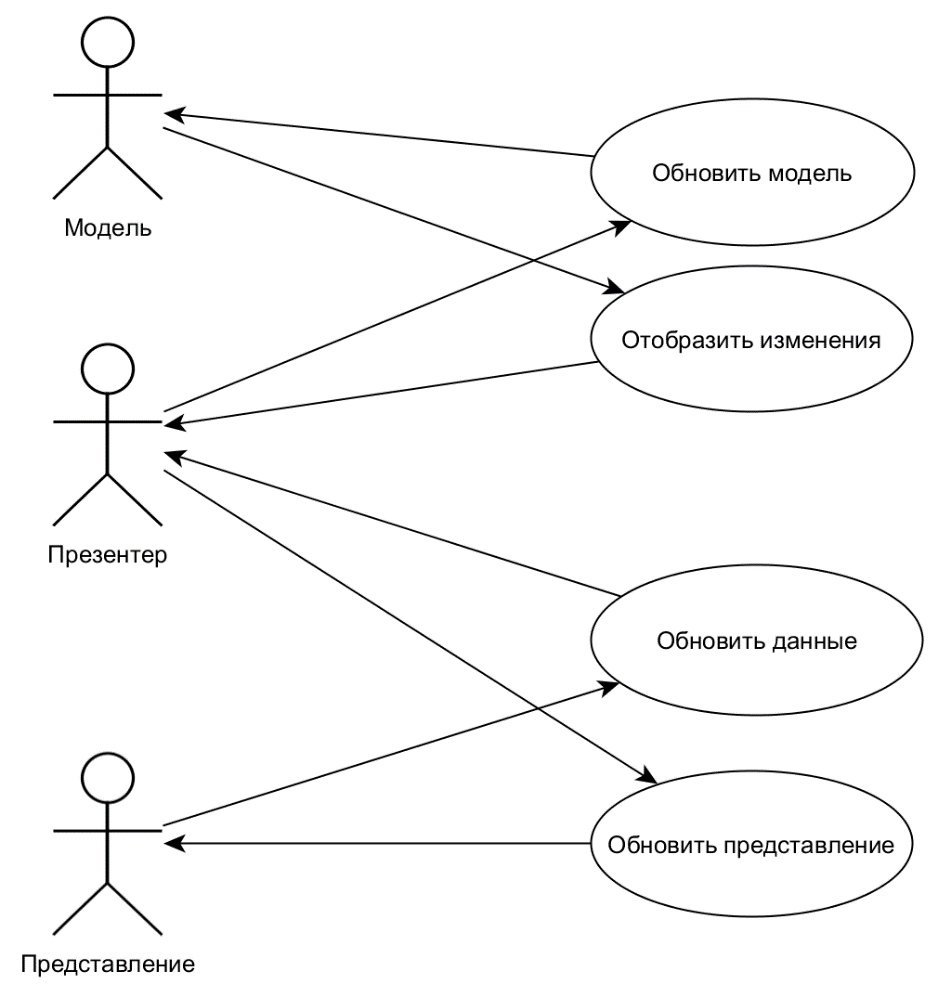 Обновить модель
Модель
Отобразить изменения
Презентер
Обновить данные
Обновить представление
Представление